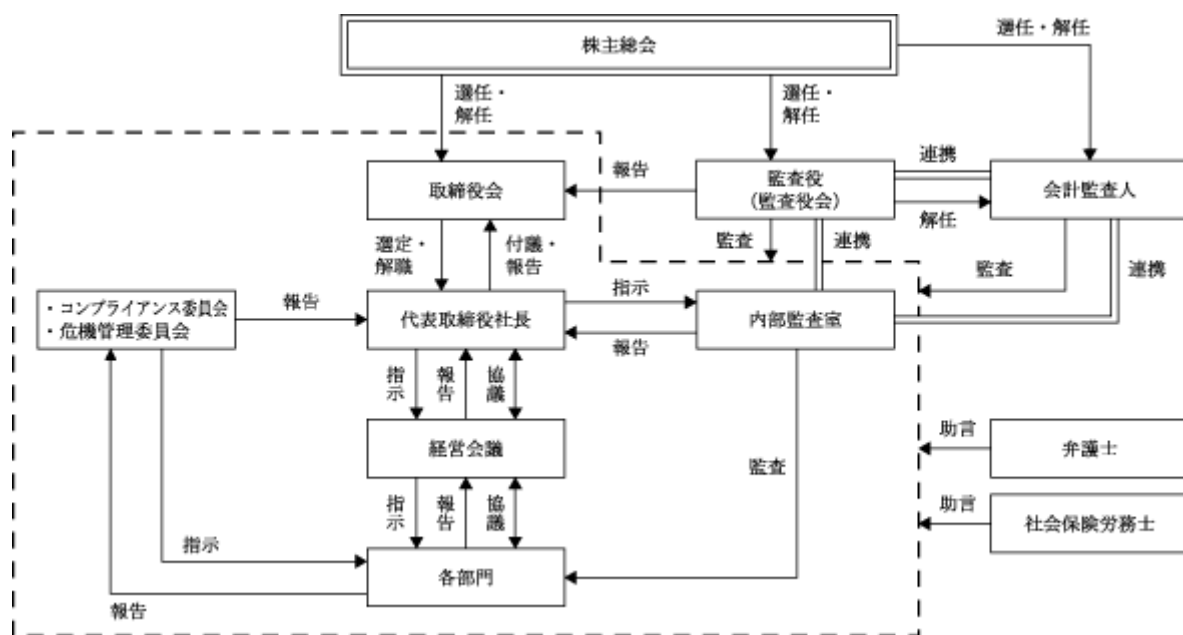 株主総会
選任・解任
選任・
解任
選任・
解任
取締役会
報告
監査役
（監査役会）
連携
解任
会計監査人
選定・
解職
付議・
報告
監査
連携
監査
連携
・コンプライアンス委員会
・危機管理委員会
報告
代表取締役社長
指示
報告
内部監査室
指示
報告
協議
経営会議
監査
助言
弁護士
指示
報告
協議
助言
社会保険労務士
指示
各部門
報告